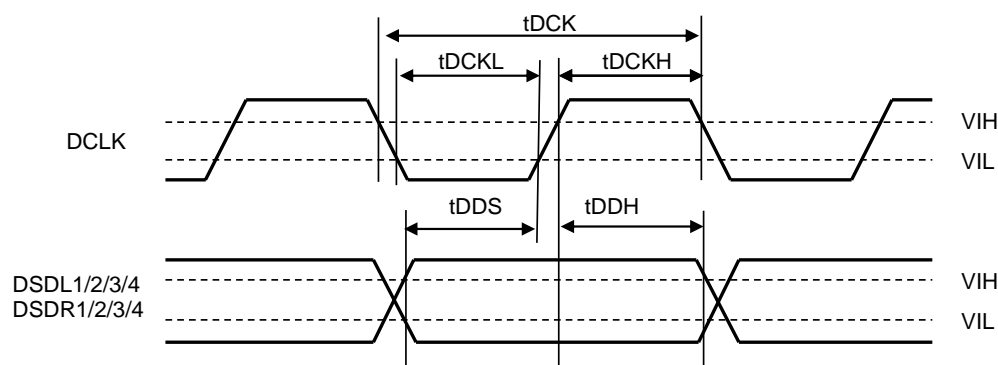 tDCK
tDCKL tDCKH
DCLK
VIH
VIL
tDDS tDDH
DSDL1/2/3/4
DSDR1/2/3/4
VIH
VIL